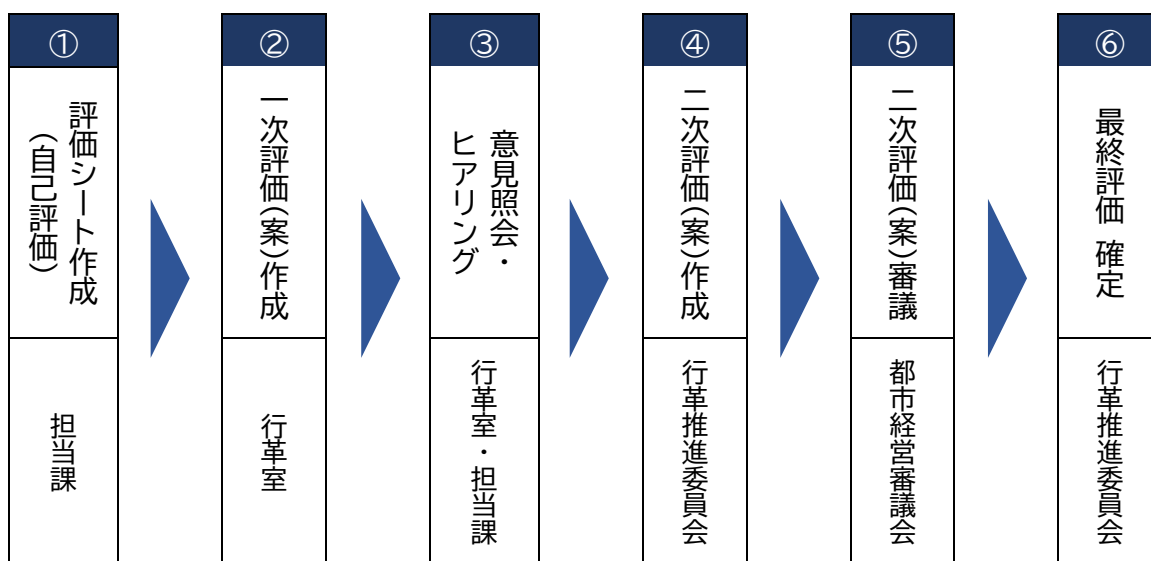 ①
評価シート作成
(自己評価)
担当課
②
一次評価(案)作成
行革室
③
意見照会・
ヒアリング
行革室・担当課
④
二次評価(案)作成
行革推進委員会
⑤
二次評価(案)審議
都市経営審議会
⑥
最終評価 確定
行革推進委員会